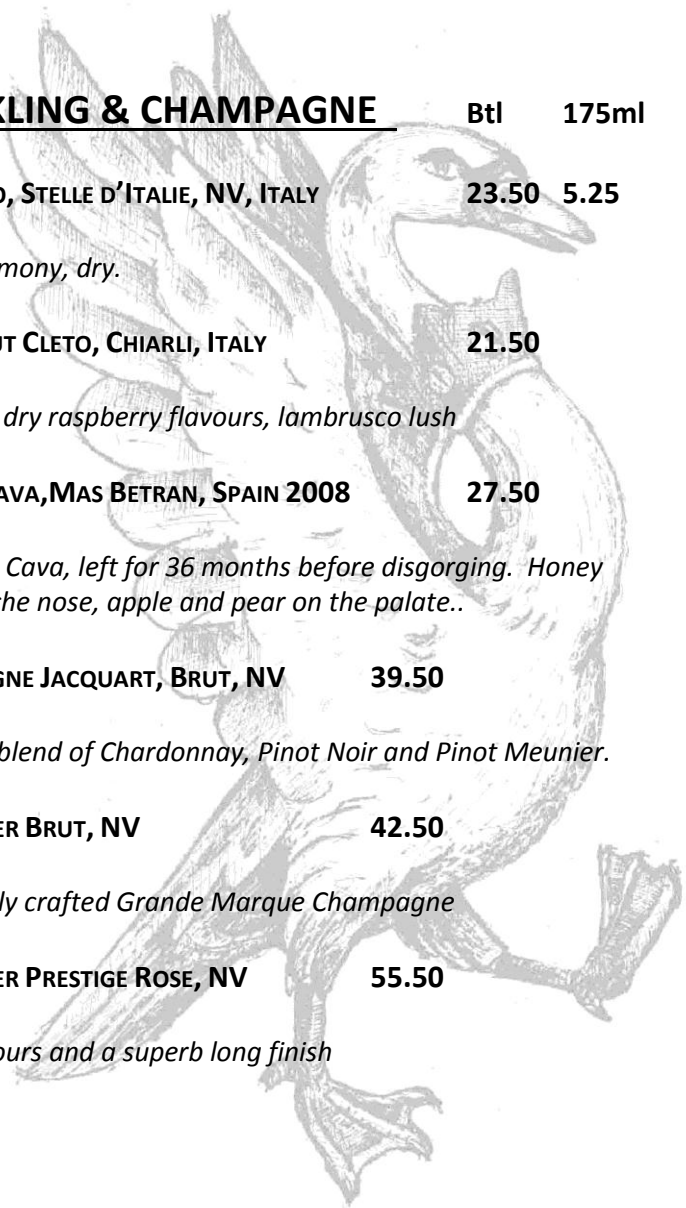 KLING & CHAMPAGNE Btl 175ml
O, STELLE D'ITALIE, NV, ITALY 23.50 5.25
mony, dry.
UT CLETO, CHIARLI, ITALY 21.50
dry raspberry flavours, lambrusco lush
AVA,MAS BETRAN, SPAIN 2008 27.50
Cava, left for 36 months before disgorging. Honey
he nose, apple and pear on the palate..
GNE JACQUART, BRUT, NV 39.50
blend of Chardonnay, Pinot Noir and Pinot Meunier.
ER BRUT, NV 42.50
ly crafted Grande Marque Champagne
ER PRESTIGE ROSE, NV 55.50
ours and a superb long finish